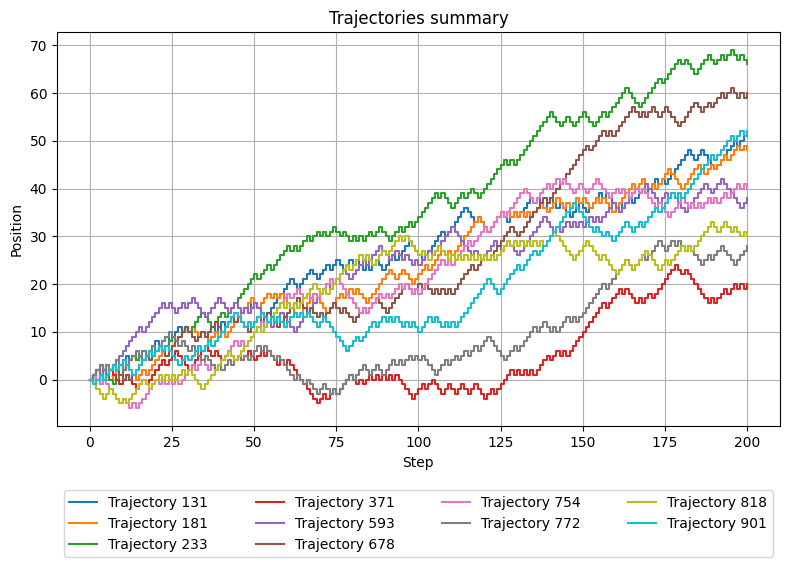 Trajectories summary
70
60
50
40
30
20
10
0
Position
0 25 50 75 100 125 150 175 200
Step
Trajectory 131 Trajectory 371 Trajectory 754 Trajectory 818
Trajectory 181 Trajectory 593 Trajectory 772 Trajectory 901
Trajectory 233 Trajectory 678